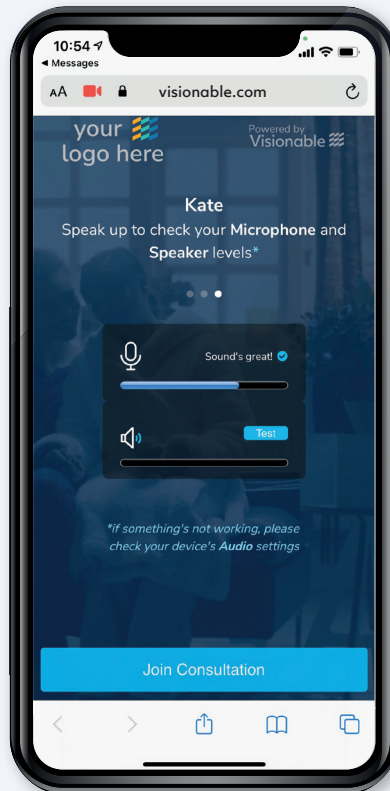 10:54
◀ Messages
AA visionable.com
your
logo here
Powered by
Visionable
Kate
Speak up to check your Microphone and
Speaker levels*
Sound's great!
Test
*if something's not working, please
check your device's Audio settings
Join Consultation